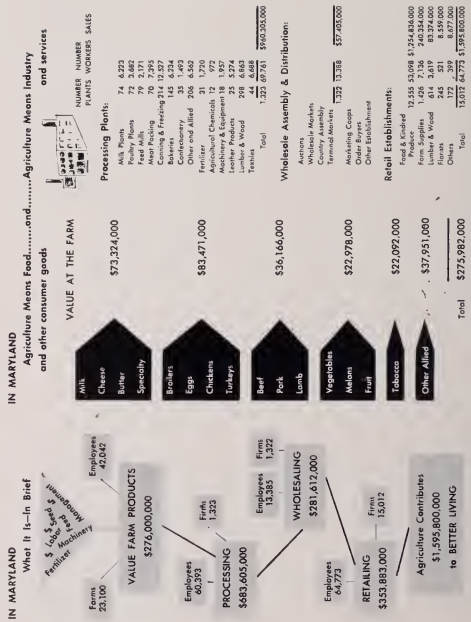 IN MARYLAND
What It Is—In Brief
$ $ $
Labor Seed
Feed
Management
Machinery
Fertilizer
Farms
23,100
Employees
42,042
VALUE FARM PRODUCTS
$276,000,000
Employees
60,393
Firms
1,323
PROCESSING
$683,605,000
Employees
13,385
Firms
1,322
WHOLESALING
$281,612,000
Employees
64,773
Firms
15,012
RETAILING
$353,883,000
Agriculture Contributes
$1,595,800,000
to BETTER LIVING
IN MARYLAND
Agriculture Means Food.........and.........Agriculture Means Industry
and other consumer goods
and services
VALUE AT THE FARM
Milk
Cheese
Butter
Specialty
$73,324,000
Broilers
Eggs
Chickens
Turkeys
$83,471,000
Beef
Pork
Lamb
$36,166,000
Vegetables
Melons
Fruit
$22,978,000
Tobacco
$22,092,000
Other Allied
$37,951,000
Total $275,982,000
NUMBER NUMBER
PLANTS WORKERS SALES
Processing Plants:
Milk Plants 74 6,223
Poultry Plants 72 3,682
Feed Mills 79 2,171
Meat Packing 70 7,395
Canning & Freezing 214 12,527
Bakeries 145 6,234
Confectionery 35 1,493
Other and Allied 206 6,562
Fertilizer 31 1,720
Agricultural Chemicals 12 972
Machinery & Equipment 18 1,957
Leather Products 25 5,274
Lumber & Wood 298 6,863
Textiles 44 6,688
Total 1,323 69,761 $960,305,000
Wholesale Assembly & Distribution:
Auctions
Wholesale Markets
Country Assembly
Terminal Markets
1,322 13,358 $57,405,000
Marketing Coops
Order Buyers
Other Establishment
Retail Establishments:
Food & Kindred
Produce 12,555 53,098 $1,254,836,000
Farm Supplies 1,426 7,136 240,354,000
Lumber & Wood 614 3,619 83,374,000
Florists 245 521 8,559,000
Others 172 399 8,677,000
Total 15,012 64,773 $1,595,800,000